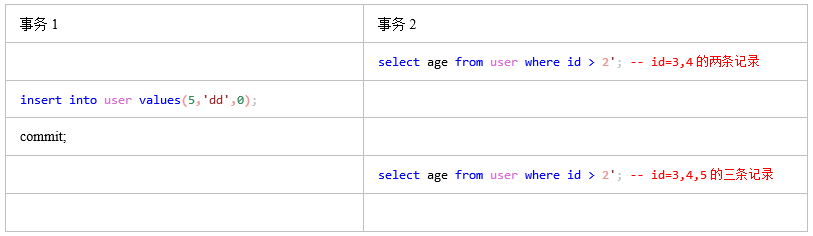 事务 1
事务 2
select age from user where id > 2'; -- id=3,4 的两条记录
insert into user values(5,'dd',0);
commit;
select age from user where id > 2'; -- id=3,4,5 的三条记录